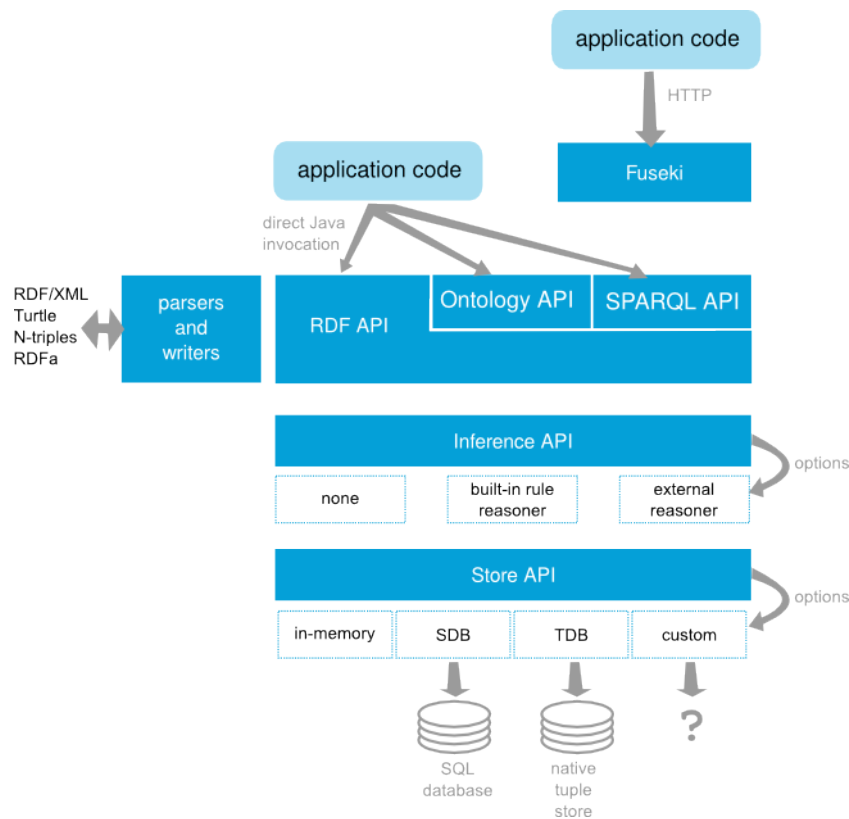 application code
HTTP
Fuseki
application code
direct Java
invocation
RDF/XML
Turtle
N-triples
RDFa
parsers
and
writers
RDF API
Ontology API
SPARQL API
Inference API
options
none
built-in rule
reasoner
external
reasoner
Store API
options
in-memory
SDB
TDB
custom
?
SQL
database
native
tuple
store